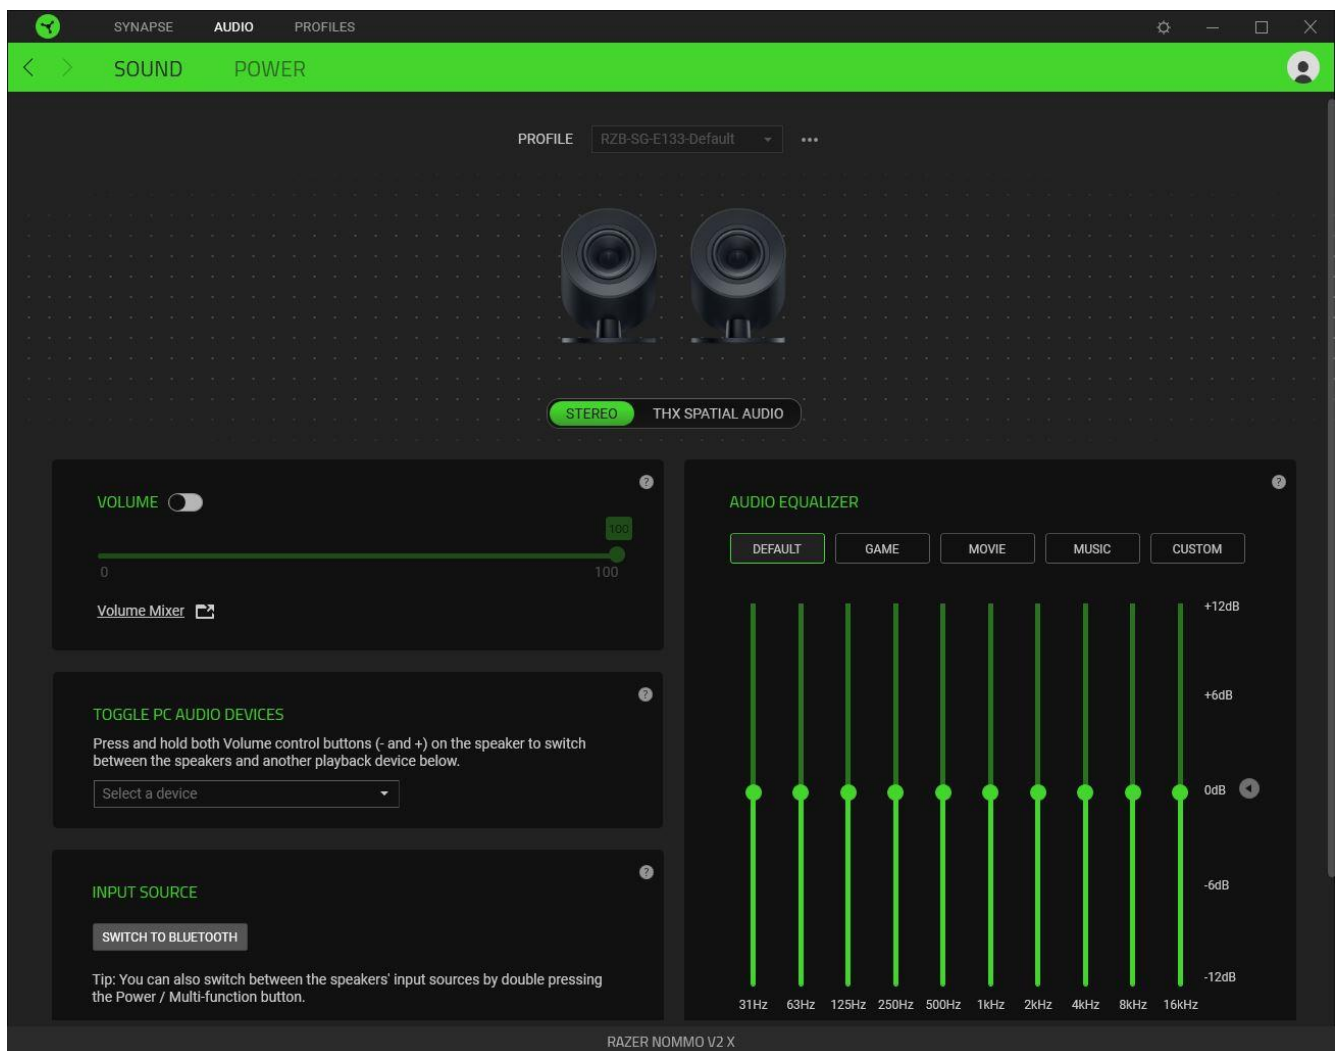 SYNAPSE AUDIO PROFILES
SOUND POWER
PROFILE RZB-SG-E133-Default
STEREO THX SPATIAL AUDIO
VOLUME
100
0 100
Volume Mixer
TOGGLE PC AUDIO DEVICES
Press and hold both Volume control buttons (- and +) on the speaker to switch
between the speakers and another playback device below.
Select a device
INPUT SOURCE
SWITCH TO BLUETOOTH
Tip: You can also switch between the speakers' input sources by double pressing
the Power / Multi-function button.
AUDIO EQUALIZER
DEFAULT GAME MOVIE MUSIC CUSTOM
+12dB
+6dB
0dB
-6dB
-12dB
31Hz 63Hz 125Hz 250Hz 500Hz 1kHz 2kHz 4kHz 8kHz 16kHz
RAZER NOMMO V2 X